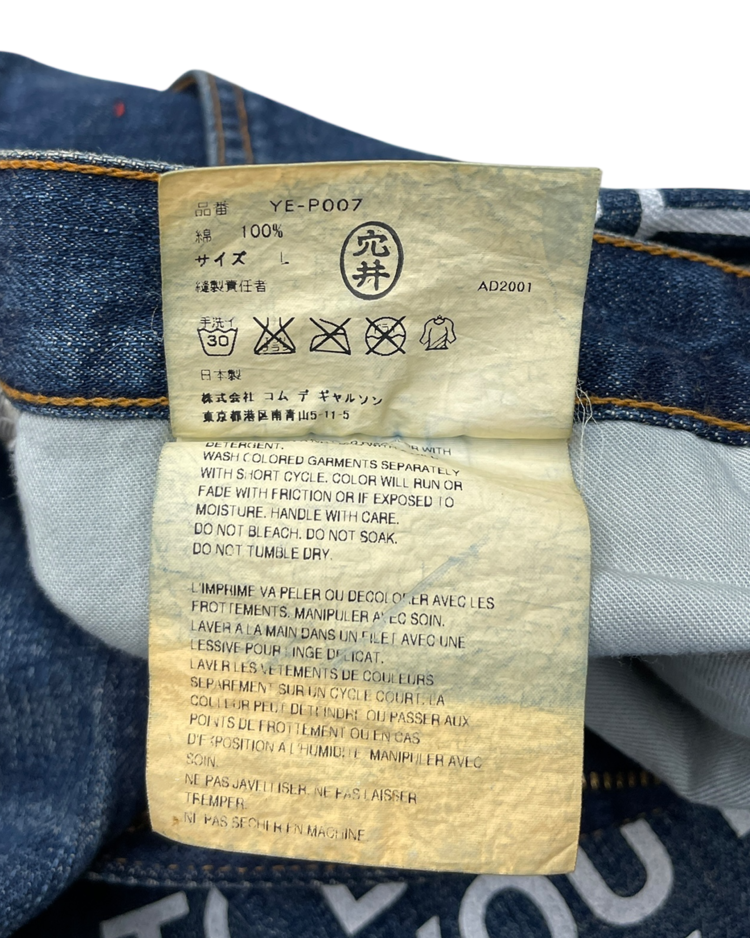 品番 YE-P007
綿 100%
サイズ L
穴井
縫製責任者 AD2001
手洗イ
30
日本製
株式会社 コム デ ギャルソン
東京都港区南青山5-11-5
DETERGENT. WITH
WASH COLORED GARMENTS SEPARATELY
WITH SHORT CYCLE. COLOR WILL RUN OR
FADE WITH FRICTION OR IF EXPOSED TO
MOISTURE. HANDLE WITH CARE.
DO NOT BLEACH. DO NOT SOAK.
DO NOT TUMBLE DRY.
L'IMPRIME VA PELER OU DECOLORER AVEC LES
FROTTEMENTS. MANIPULER AVEC SOIN.
LAVER A LA MAIN DANS UN FILET AVEC UNE
LESSIVE POUR LINGE DELICAT.
LAVER LES VETEMENTS DE COULEURS
SEPAREMENT SUR UN CYCLE COURT. LA
COULEUR PEUT DETEINDRE OU PASSER AUX
POINTS DE FROTTEMENT OU EN CAS
D'EXPOSITION A L'HUMIDITE. MANIPULER AVEC
SOIN.
NE PAS JAVELLISER. NE PAS LAISSER
TREMPER.
NE PAS SECHER EN MACHINE
YOU